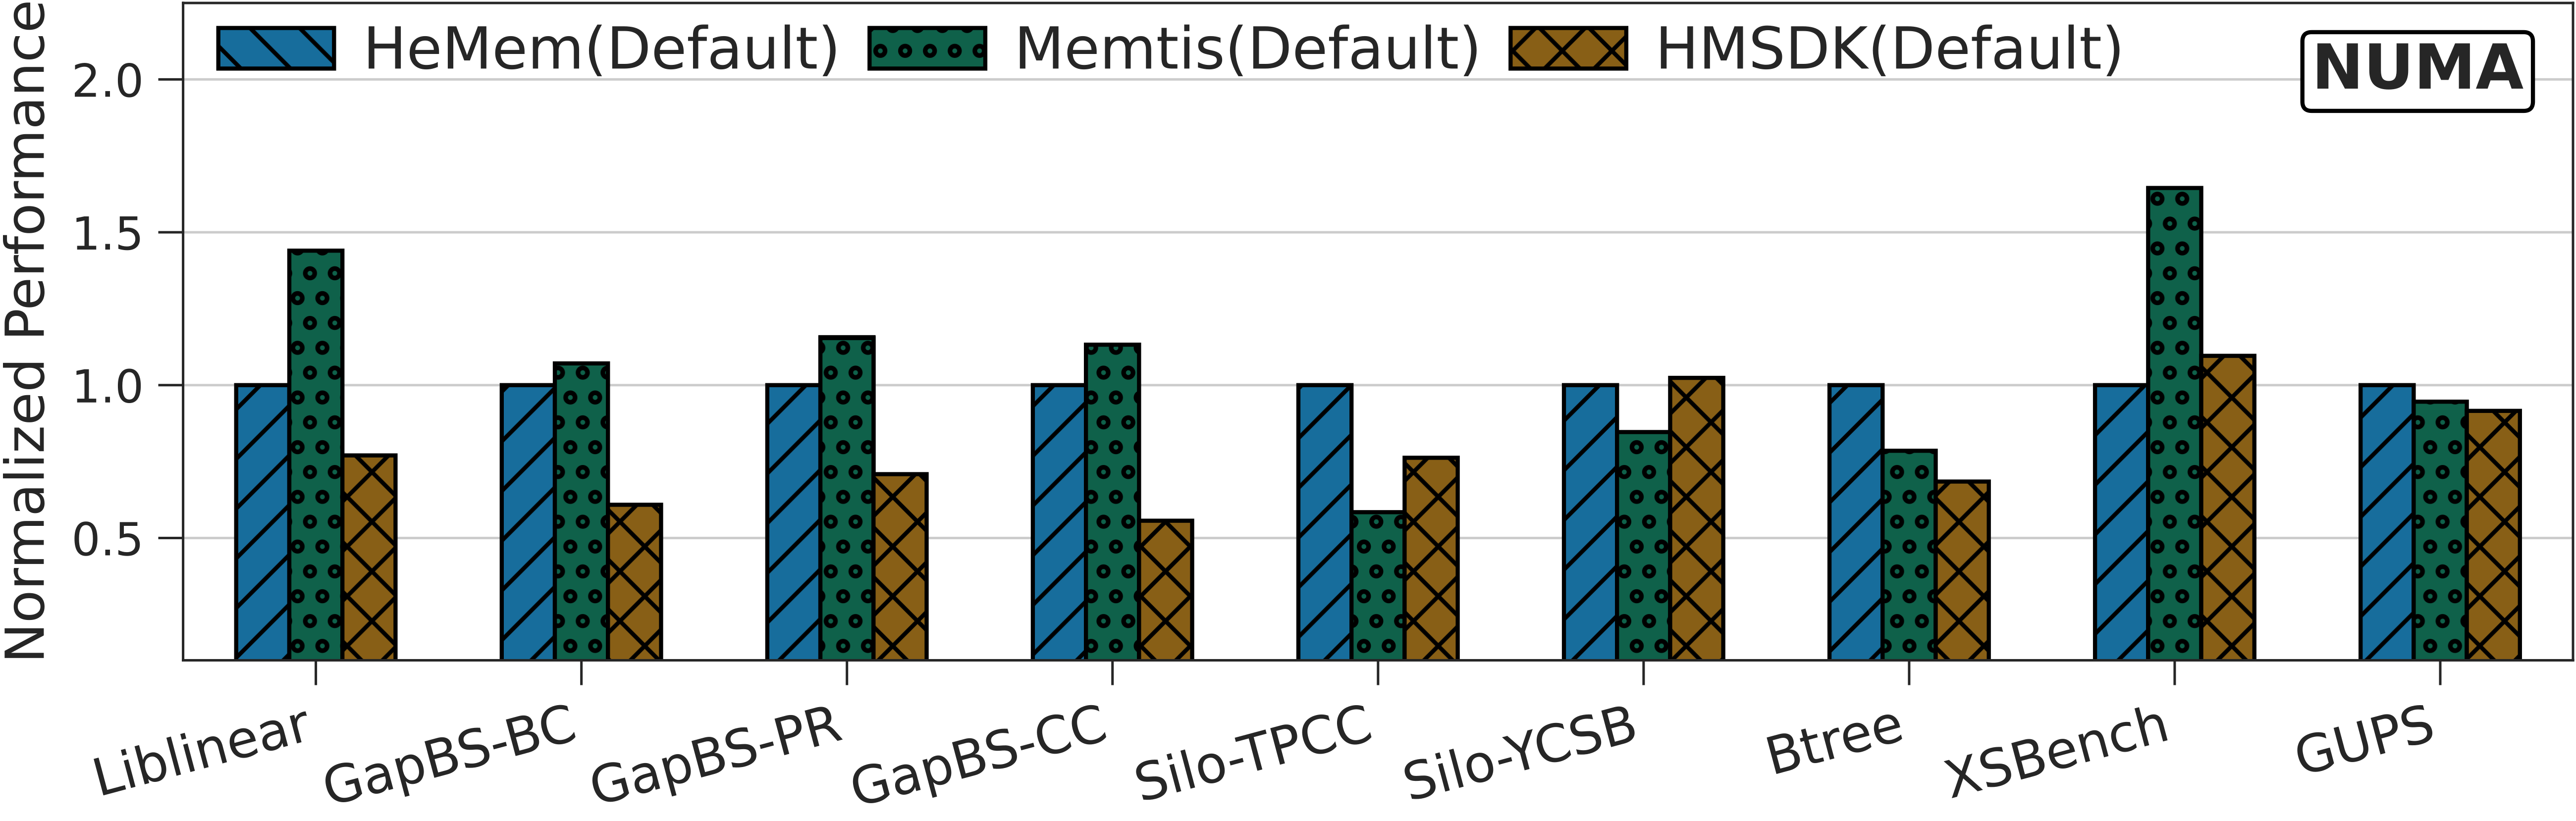 Normalized Performance
HeMem(Default) Memtis(Default) HMSDK(Default)
NUMA
2.0
1.5
1.0
0.5
Liblinear GapBS-BC GapBS-PR GapBS-CC Silo-TPCC Silo-YCSB Btree XSBench GUPS